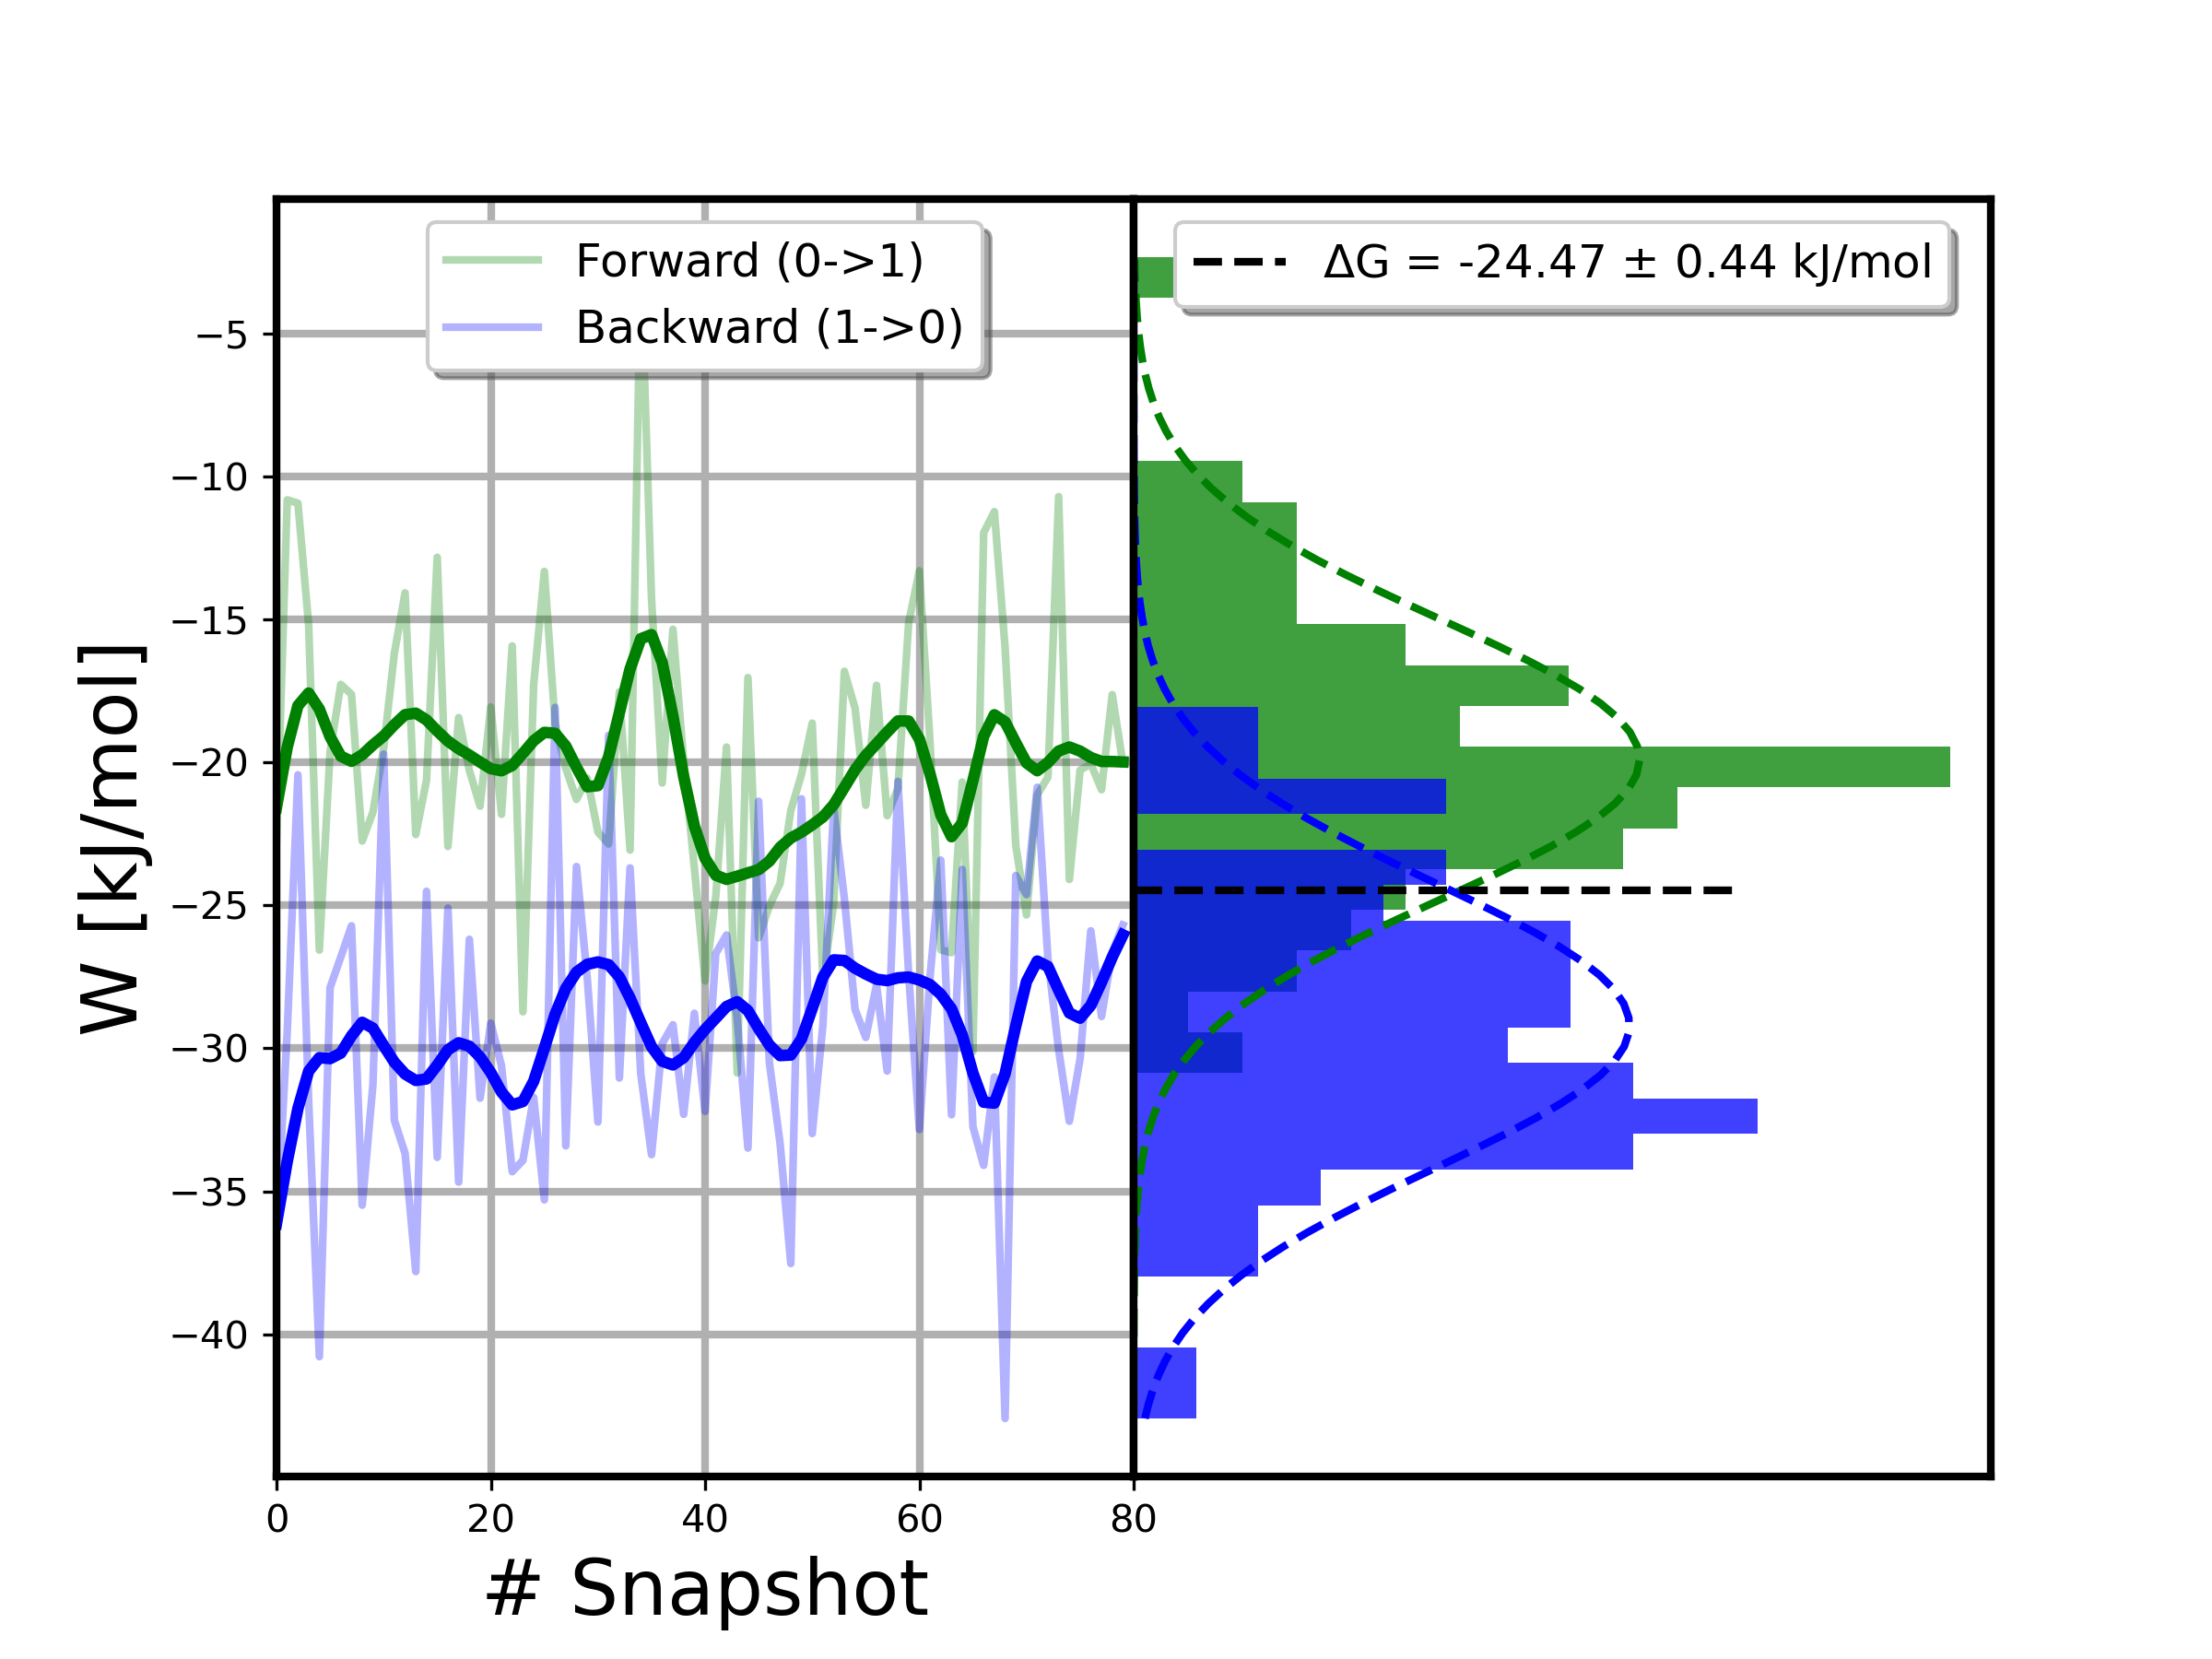 Forward (0->1)
Backward (1->0)
ΔG = -24.47 ± 0.44 kJ/mol
W [kJ/mol]
−5
−10
−15
−20
−25
−30
−35
−40
0 20 40 60 80
# Snapshot